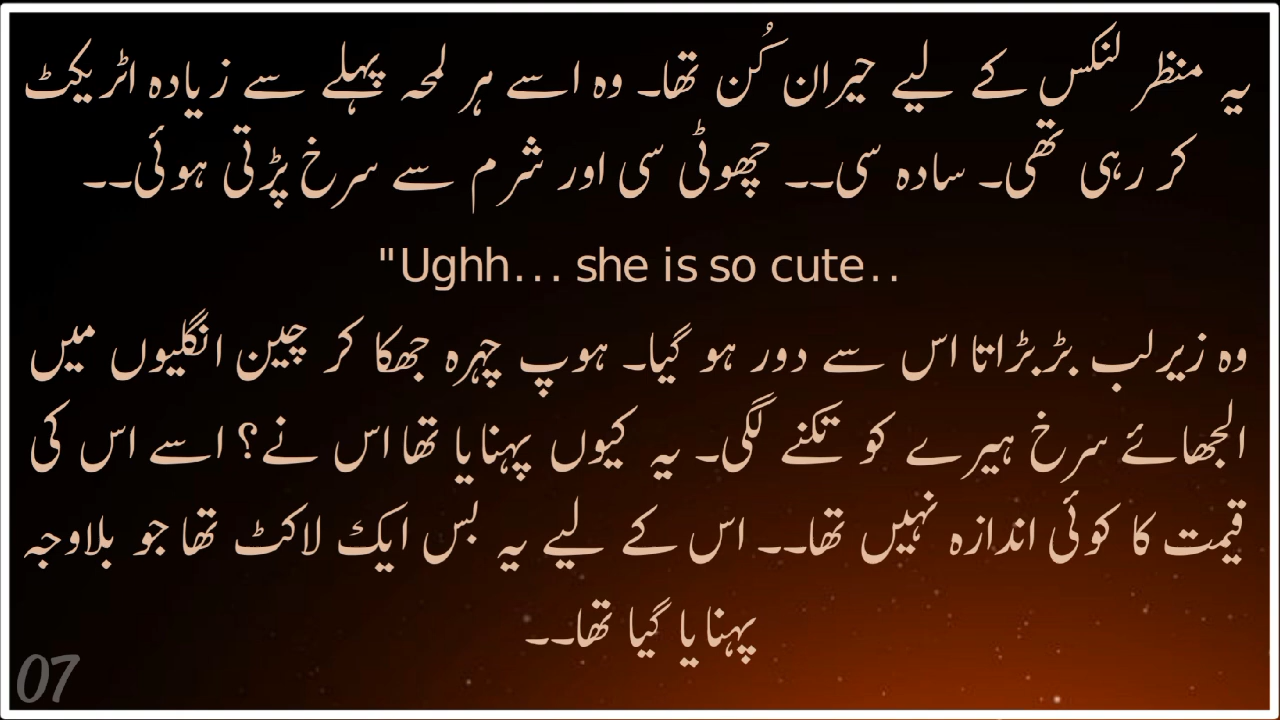 یہ منظر لنکس کے لیے حیران کُن تھا۔ وہ اسے ہر لمحہ پہلے سے زیادہ اٹریکٹ
کر رہی تھی۔ سادہ سی۔۔ چھوٹی سی اور شرم سے سرخ پڑتی ہوئی۔۔
"Ughh... she is so cute..
وہ زیرلب بڑبڑاتا اس سے دور ہو گیا۔ ہوپ چہرہ جھکا کر چین انگلیوں میں
الجھائے سرخ ہیرے کو تکنے لگی۔ یہ کیوں پہنایا تھا اس نے؟ اسے اس کی
قیمت کا کوئی اندازہ نہیں تھا۔۔ اس کے لیے یہ بس ایک لاکٹ تھا جو بلاوجہ
پہنایا گیا تھا۔۔
07